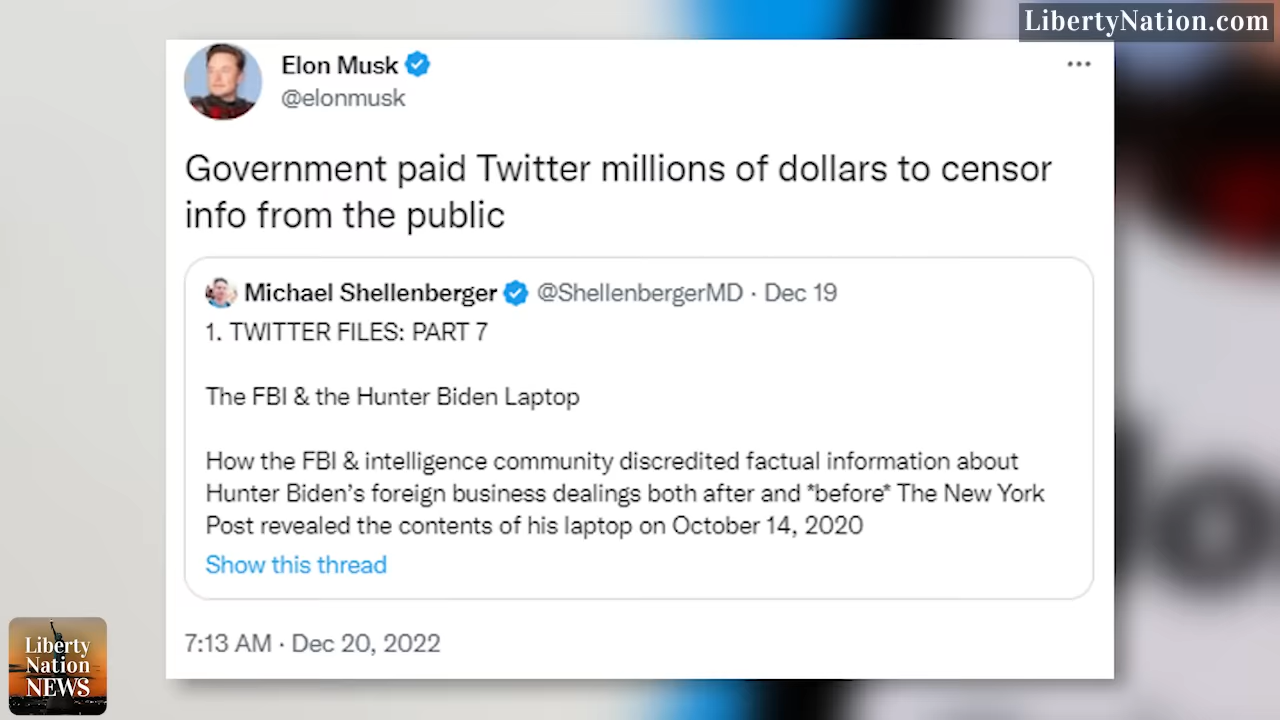 LibertyNation.com
Elon Musk
@elonmusk
Government paid Twitter millions of dollars to censor
info from the public
Michael Shellenberger @ShellenbergerMD · Dec 19
1. TWITTER FILES: PART 7
The FBI & the Hunter Biden Laptop
How the FBI & intelligence community discredited factual information about
Hunter Biden's foreign business dealings both after and *before* The New York
Post revealed the contents of his laptop on October 14, 2020
Show this thread
7:13 AM · Dec 20, 2022
Liberty
Nation
NEWS